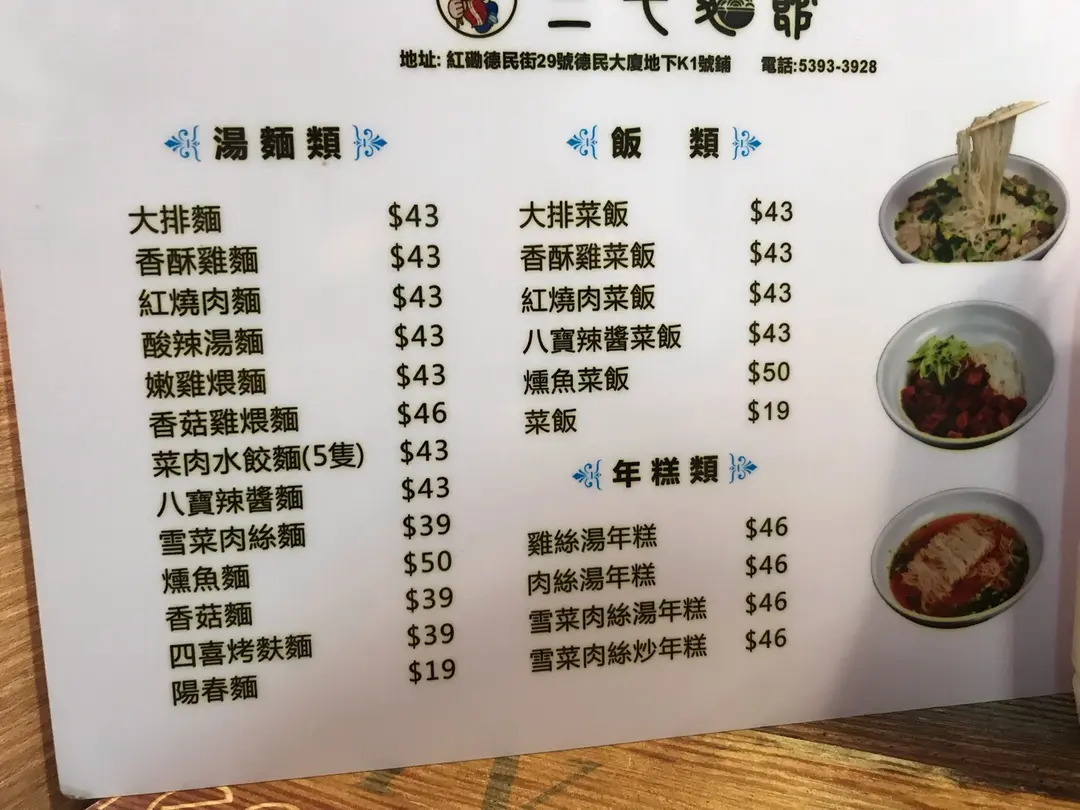 麵館
地址: 紅磡德民街29號德民大廈地下K1號鋪 電話:5393-3928
湯麵類
大排麵 $43
香酥雞麵 $43
紅燒肉麵 $43
酸辣湯麵 $43
嫩雞煨麵 $43
香菇雞煨麵 $46
菜肉水餃麵(5隻) $43
八寶辣醬麵 $43
雪菜肉絲麵 $39
燻魚麵 $50
香菇麵 $39
四喜烤麩麵 $39
陽春麵 $19
飯 類
大排菜飯 $43
香酥雞菜飯 $43
紅燒肉菜飯 $43
八寶辣醬菜飯 $43
燻魚菜飯 $50
菜飯 $19
年糕類
雞絲湯年糕 $46
肉絲湯年糕 $46
雪菜肉絲湯年糕 $46
雪菜肉絲炒年糕 $46